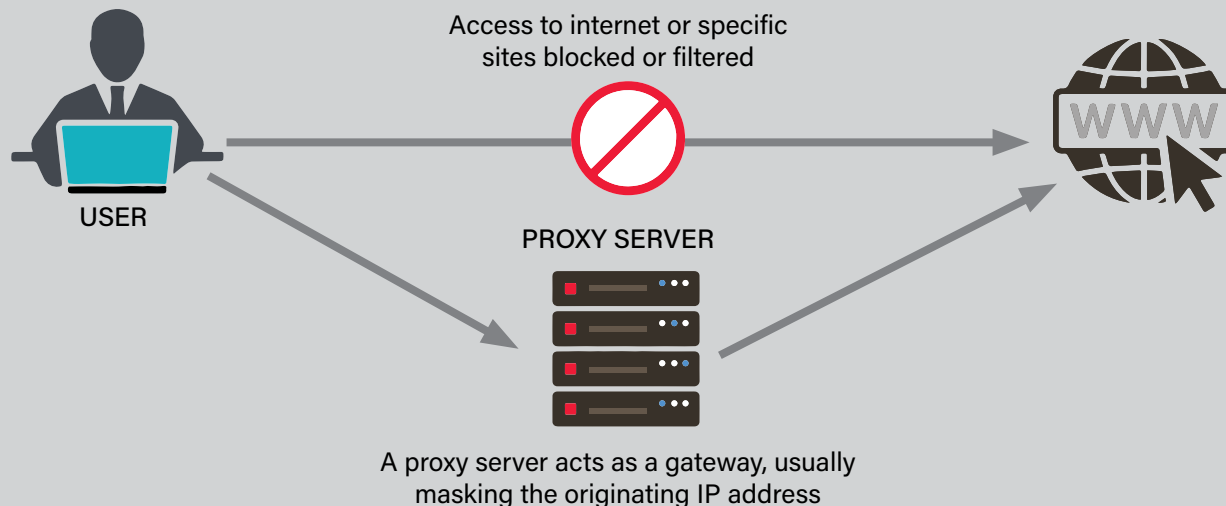 Access to internet or specific
sites blocked or filtered
WWW
USER
PROXY SERVER
A proxy server acts as a gateway, usually
masking the originating IP address